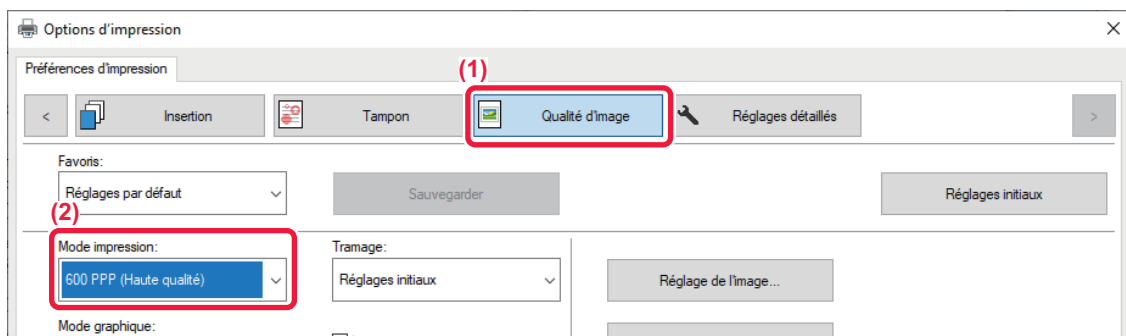 Options d'impression
Préférences d'impression
(1)
<
Insertion
Tampon
Qualité d'image
Réglages détaillés
>
Favoris:
Réglages par défaut
Sauvegarder
Réglages initiaux
(2)
Mode impression:
Tramage:
600 PPP (Haute qualité)
Réglages initiaux
Réglage de l'image...
Mode graphique: